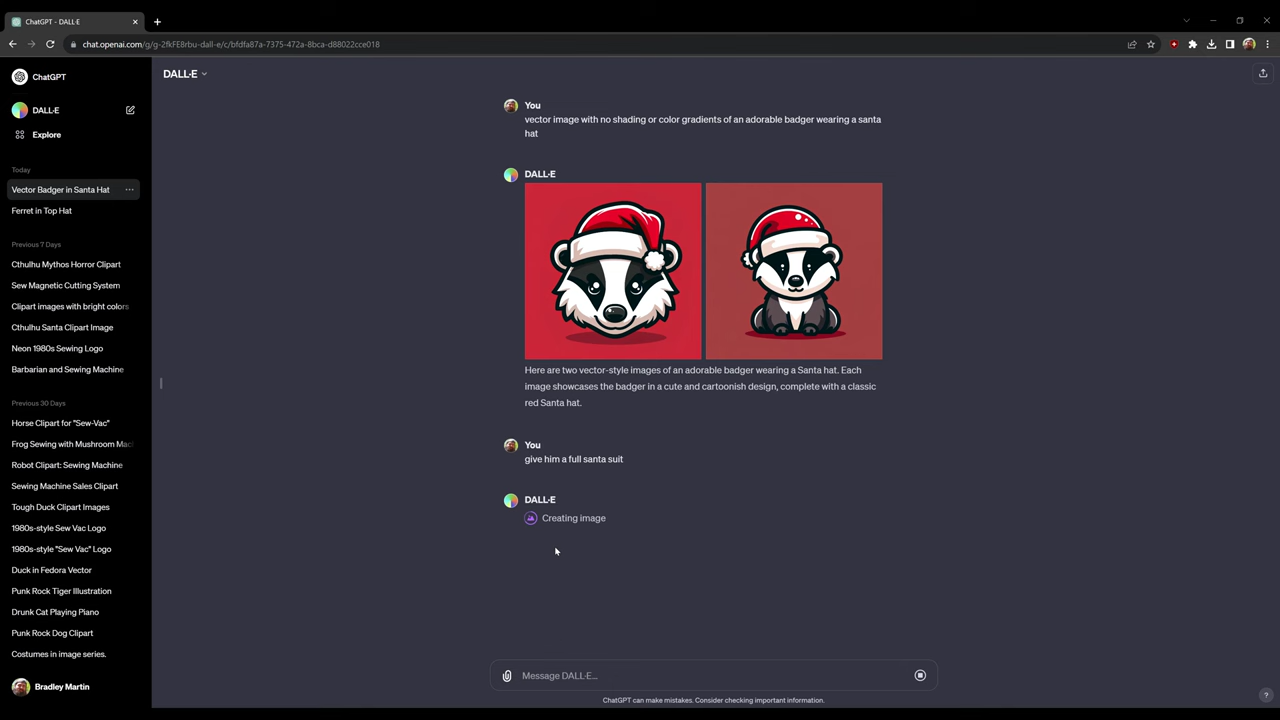 ChatGPT - DALL·E
chat.openai.com/g/g-2fkFE8rbu-dall-e/c/bfdfa87a-7375-472a-8bca-d88022cce018
ChatGPT
DALL·E
Explore
Today
Vector Badger in Santa Hat
Ferret in Top Hat
Previous 7 Days
Cthulhu Mythos Horror Clipart
Sew Magnetic Cutting System
Clipart images with bright colors
Cthulhu Santa Clipart Image
Neon 1980s Sewing Logo
Barbarian and Sewing Machine
Previous 30 Days
Horse Clipart for "Sew-Vac"
Frog Sewing with Mushroom Mac
Robot Clipart: Sewing Machine
Sewing Machine Sales Clipart
Tough Duck Clipart Images
1980s-style Sew Vac Logo
1980s-style "Sew Vac" Logo
Duck in Fedora Vector
Punk Rock Tiger Illustration
Drunk Cat Playing Piano
Punk Rock Dog Clipart
Costumes in image series.
Bradley Martin
DALL·E
You
vector image with no shading or color gradients of an adorable badger wearing a santa
hat
DALL·E
Here are two vector-style images of an adorable badger wearing a Santa hat. Each
image showcases the badger in a cute and cartoonish design, complete with a classic
red Santa hat.
You
give him a full santa suit
DALL·E
Creating image
Message DALL·E...
ChatGPT can make mistakes. Consider checking important information.
?